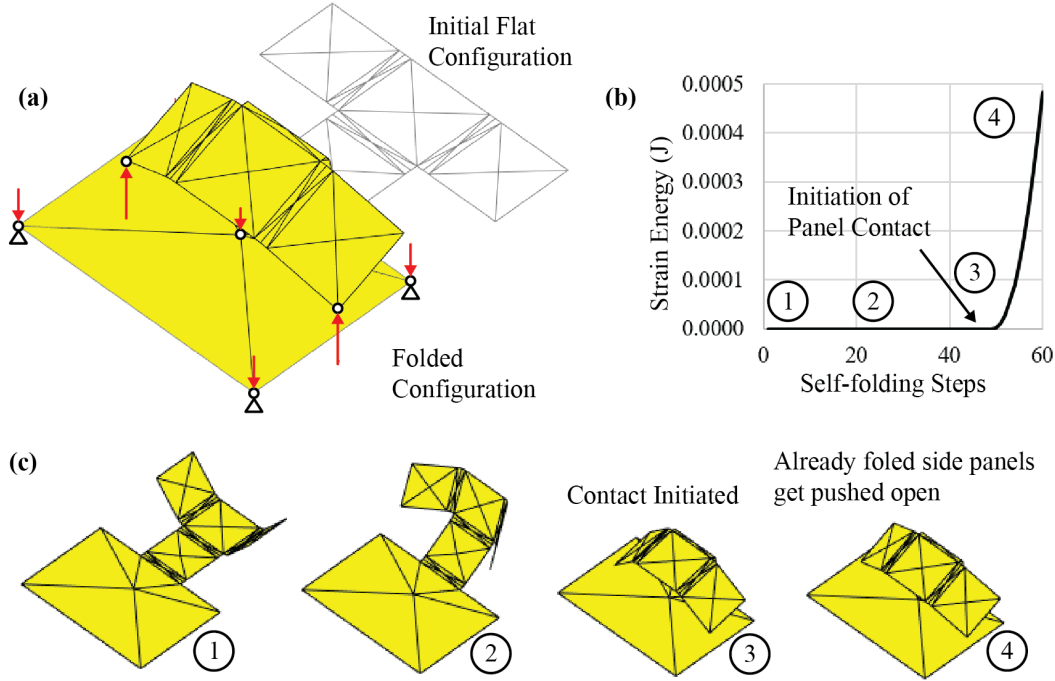 (a)
Initial Flat
Configuration
Folded
Configuration
(b)
Strain Energy (J)
0.0005
0.0004
0.0003
0.0002
0.0001
0.0000
Initiation of
Panel Contact
1
2
3
4
0
20
40
60
Self-folding Steps
(c)
1
2
Contact Initiated
3
Already foled side panels
get pushed open
4